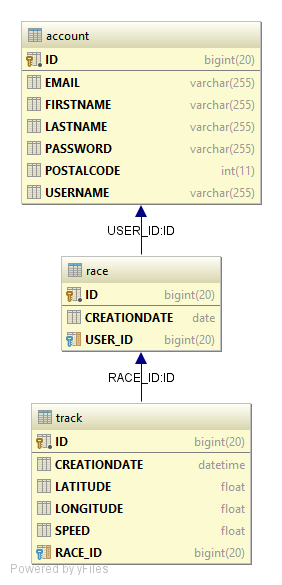 account
ID bigint(20)
EMAIL varchar(255)
FIRSTNAME varchar(255)
LASTNAME varchar(255)
PASSWORD varchar(255)
POSTALCODE int(11)
USERNAME varchar(255)
USER_ID:ID
race
ID bigint(20)
CREATIONDATE date
USER_ID bigint(20)
RACE_ID:ID
track
ID bigint(20)
CREATIONDATE datetime
LATITUDE float
LONGITUDE float
SPEED float
RACE_ID bigint(20)
Powered by yFiles